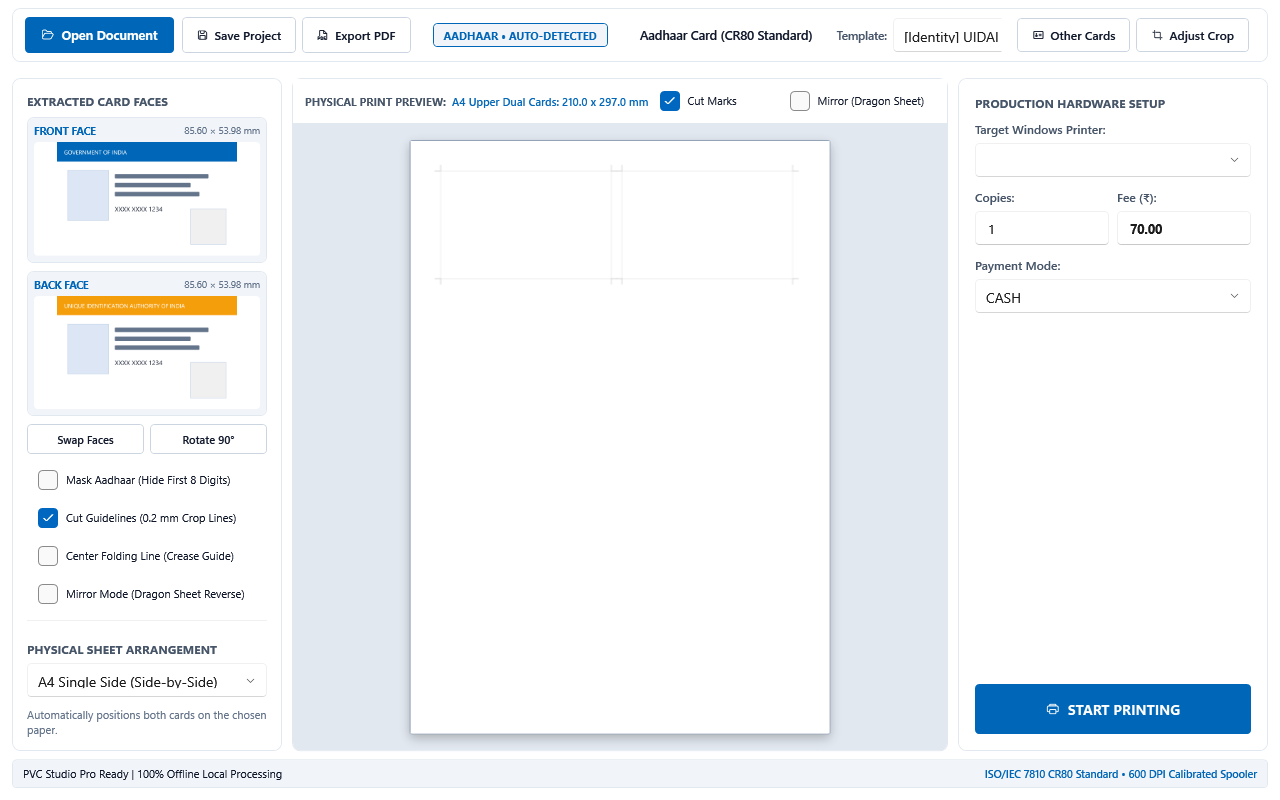 Open Document
Save Project
Export PDF
AADHAAR • AUTO-DETECTED
Aadhaar Card (CR80 Standard)
Template:
[Identity] UIDAI
Other Cards
Adjust Crop
EXTRACTED CARD FACES
FRONT FACE
85.60 × 53.98 mm
GOVERNMENT OF INDIA
XXXX XXXX 1234
BACK FACE
85.60 × 53.98 mm
UNIQUE IDENTIFICATION AUTHORITY OF INDIA
XXXX XXXX 1234
Swap Faces
Rotate 90°
Mask Aadhaar (Hide First 8 Digits)
Cut Guidelines (0.2 mm Crop Lines)
Center Folding Line (Crease Guide)
Mirror Mode (Dragon Sheet Reverse)
PHYSICAL SHEET ARRANGEMENT
A4 Single Side (Side-by-Side)
Automatically positions both cards on the chosen
paper.
PHYSICAL PRINT PREVIEW:
A4 Upper Dual Cards: 210.0 x 297.0 mm
Cut Marks
Mirror (Dragon Sheet)
PRODUCTION HARDWARE SETUP
Target Windows Printer:
Copies:
Fee (₹):
1
70.00
Payment Mode:
CASH
START PRINTING
PVC Studio Pro Ready | 100% Offline Local Processing
ISO/IEC 7810 CR80 Standard • 600 DPI Calibrated Spooler